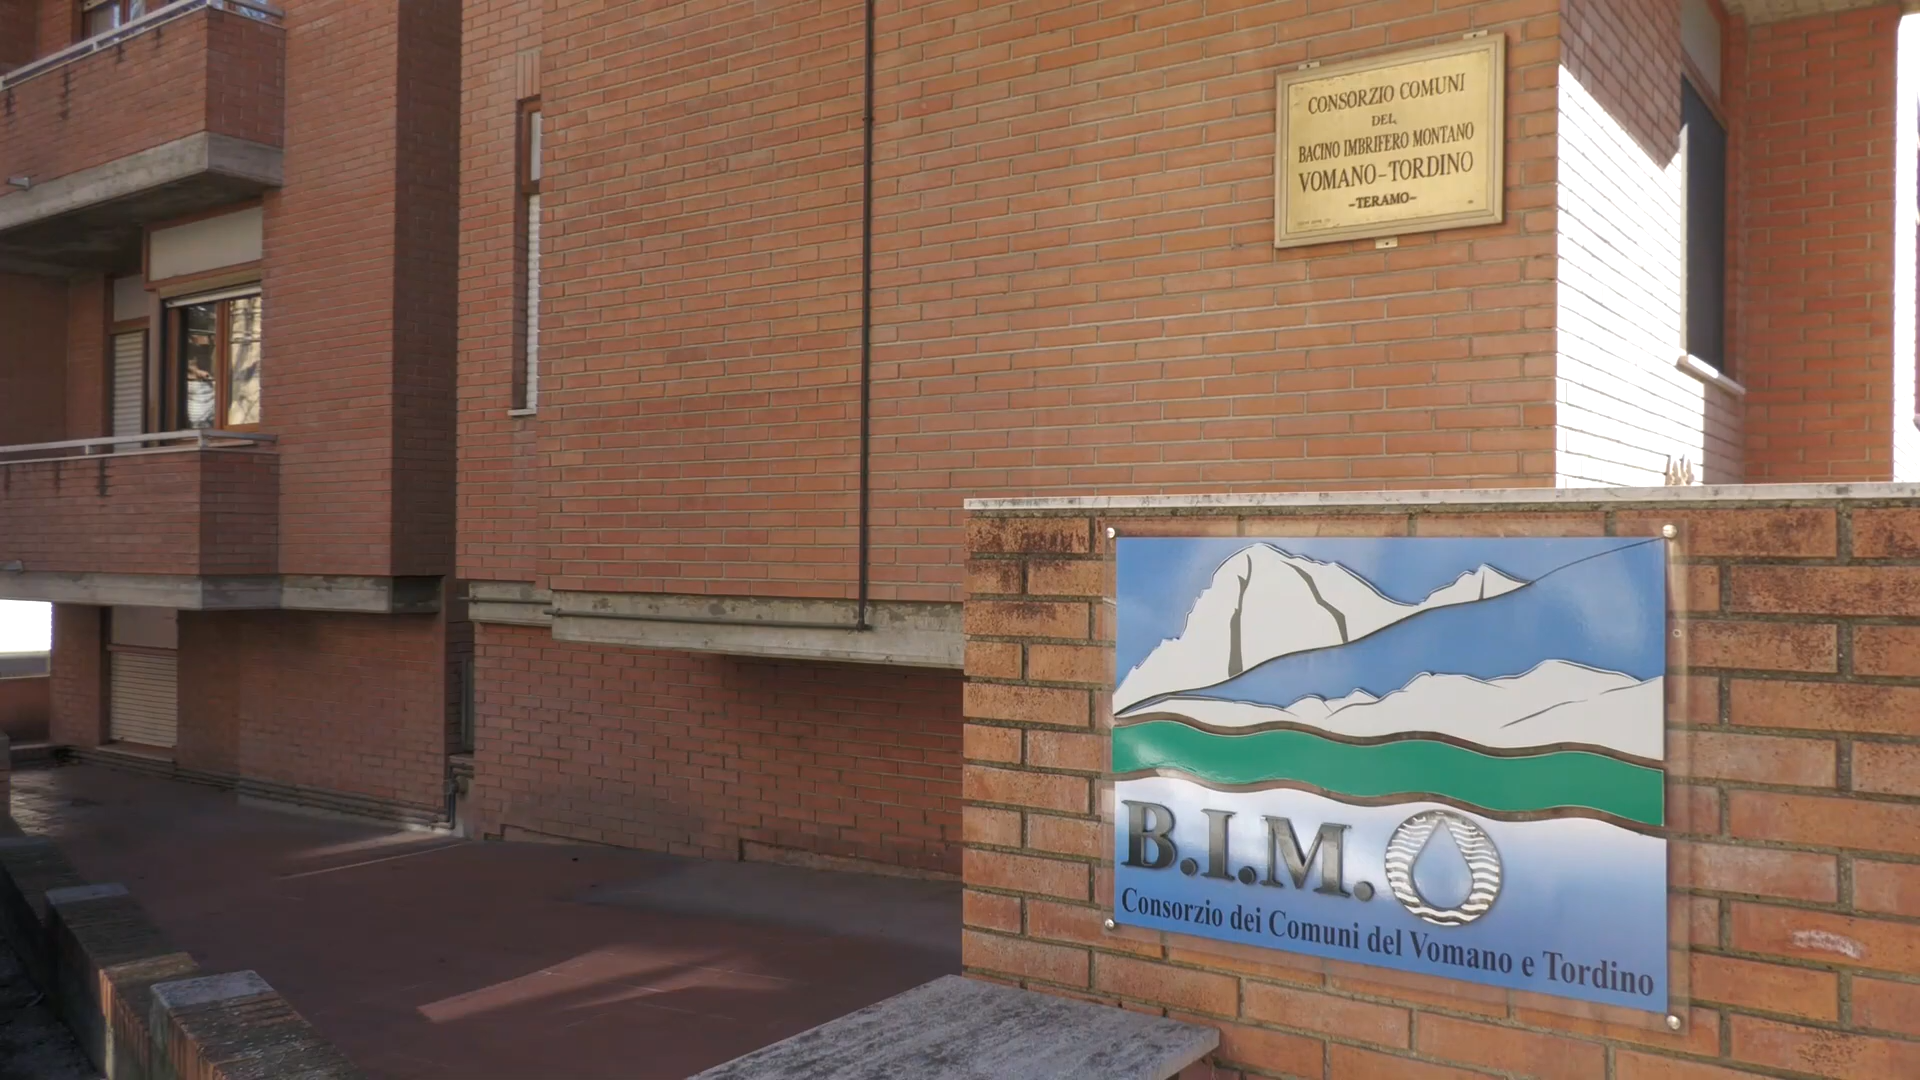 CONSORZIO COMUNI
DEL
BACINO IMBRIFERO MONTANO
VOMANO-TORDINO
-TERAMO-
B.I.M.
Consorzio dei Comuni del Vomano e Tordino